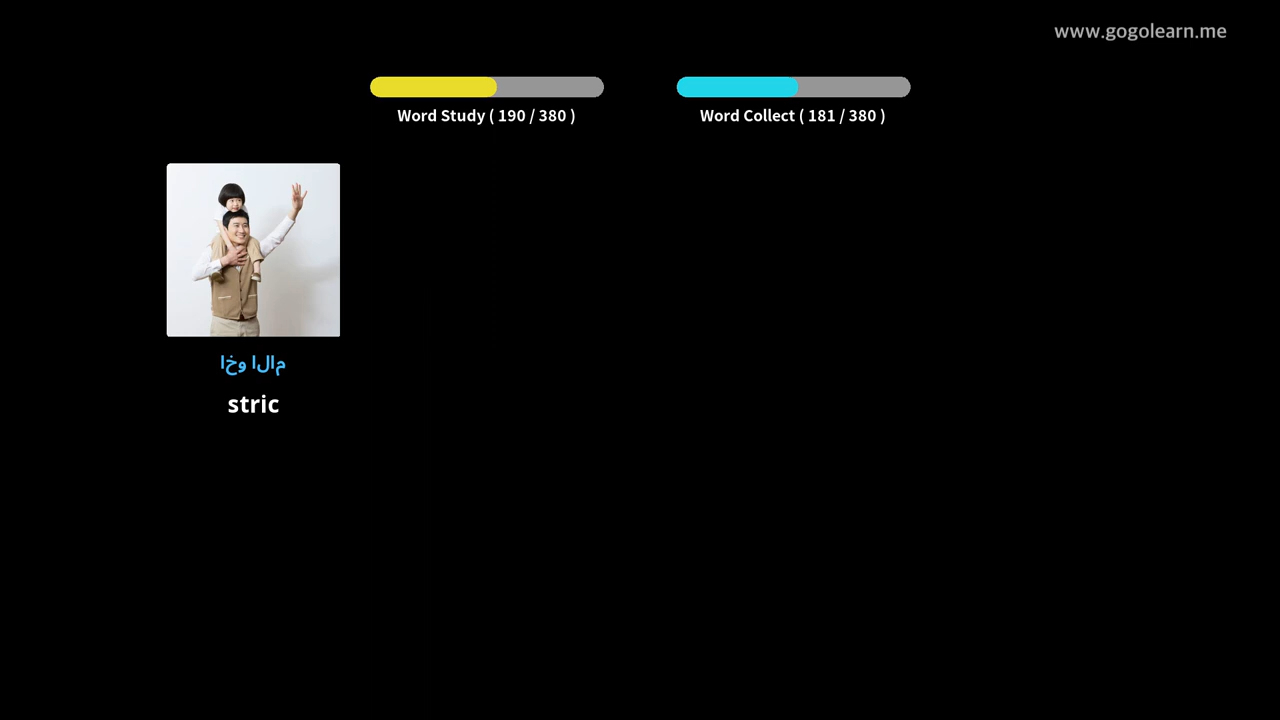 www.gogolearn.me
Word Study ( 190 / 380 )
Word Collect ( 181 / 380 )
اخو الام
stric